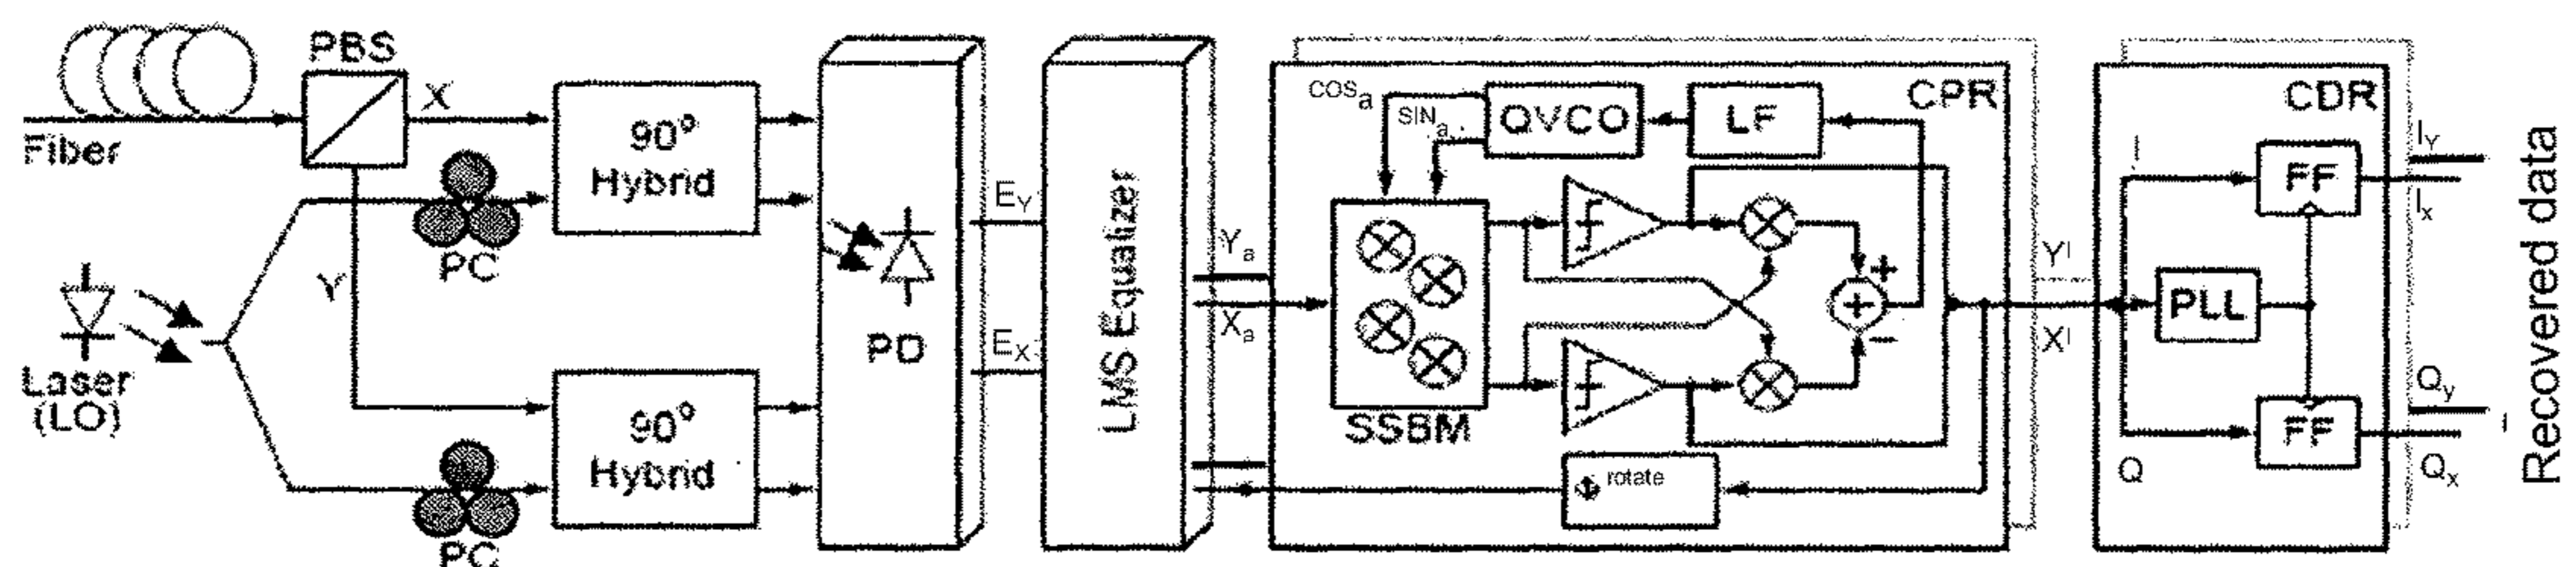 Fiber
PBS
X
Y
PC
Laser
(LO)
PC
90°
Hybrid
90°
Hybrid
PD
E_Y
E_X
LMS Equalizer
Y_a
X_a
CPR
COS_a
SIN_a
QVCO
LF
SSBM
+
−
Φ rotate
Y^I
X^I
CDR
I
Q
FF
PLL
FF
I_Y
I_x
Q_y
Q_x
Recovered data